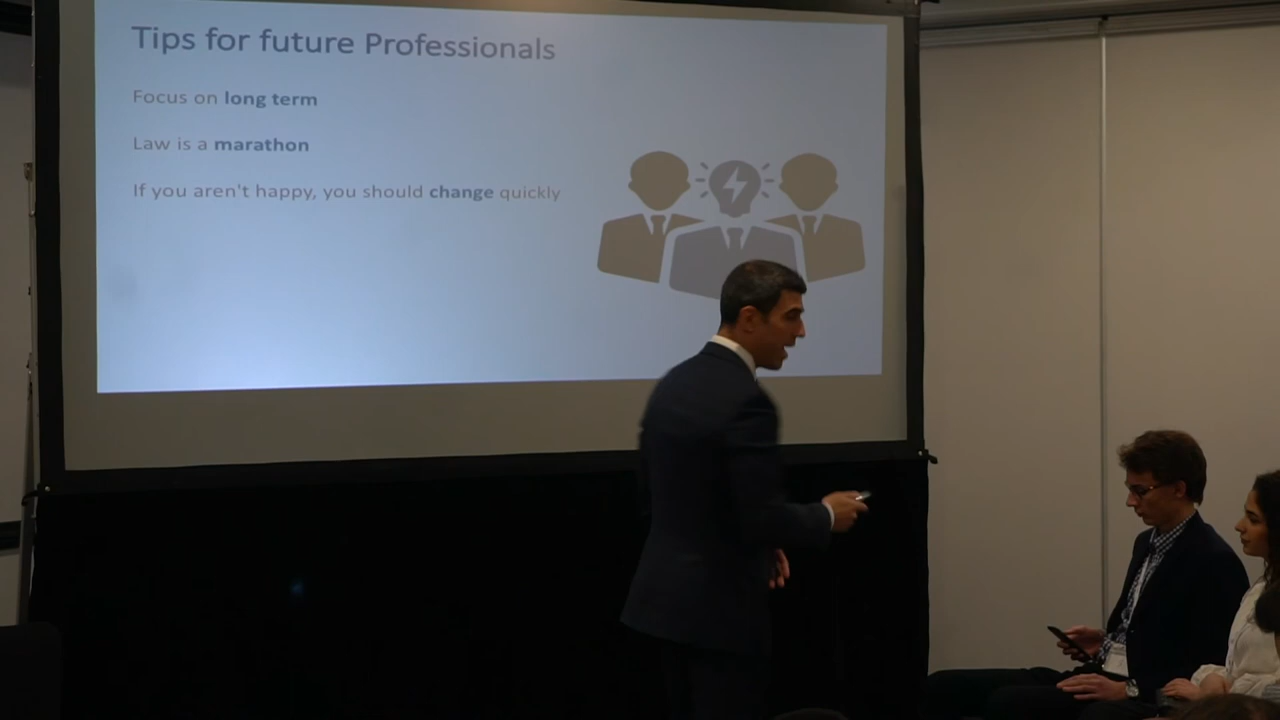 Tips for future Professionals
Focus on long term
Law is a marathon
If you aren't happy, you should change quickly